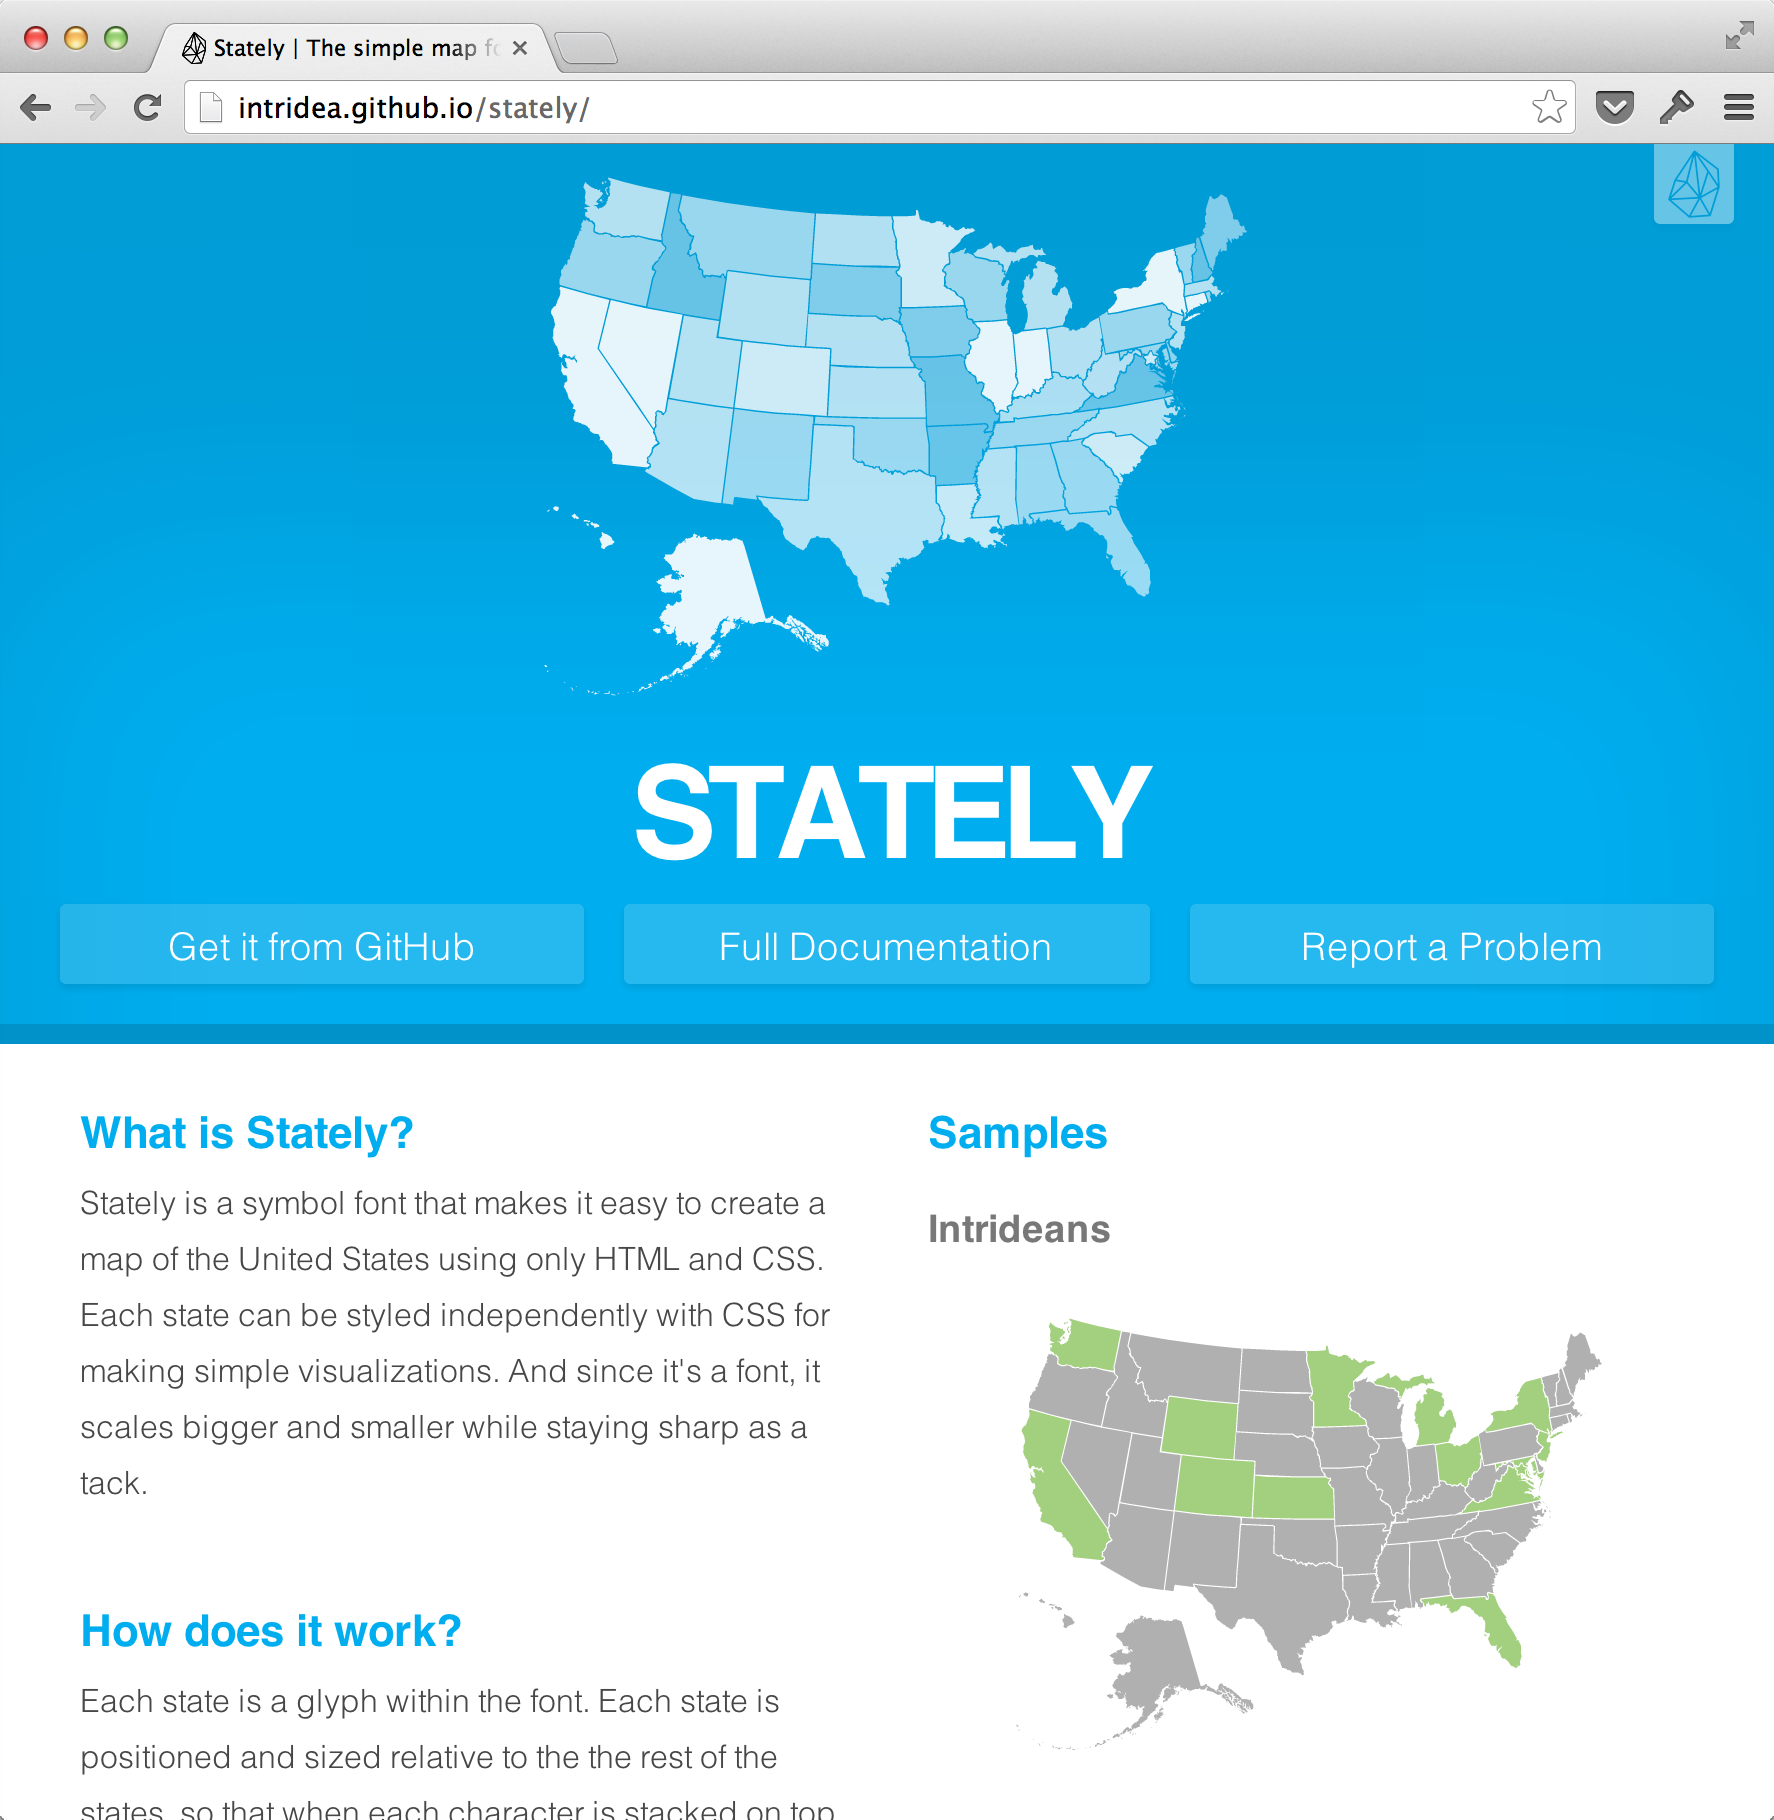 Stately | The simple map fo
intridea.github.io/stately/
STATELY
Get it from GitHub
Full Documentation
Report a Problem
What is Stately?
Stately is a symbol font that makes it easy to create a
map of the United States using only HTML and CSS.
Each state can be styled independently with CSS for
making simple visualizations. And since it's a font, it
scales bigger and smaller while staying sharp as a
tack.
How does it work?
Each state is a glyph within the font. Each state is
positioned and sized relative to the the rest of the
states, so that when each character is stacked on top
Samples
Intrideans